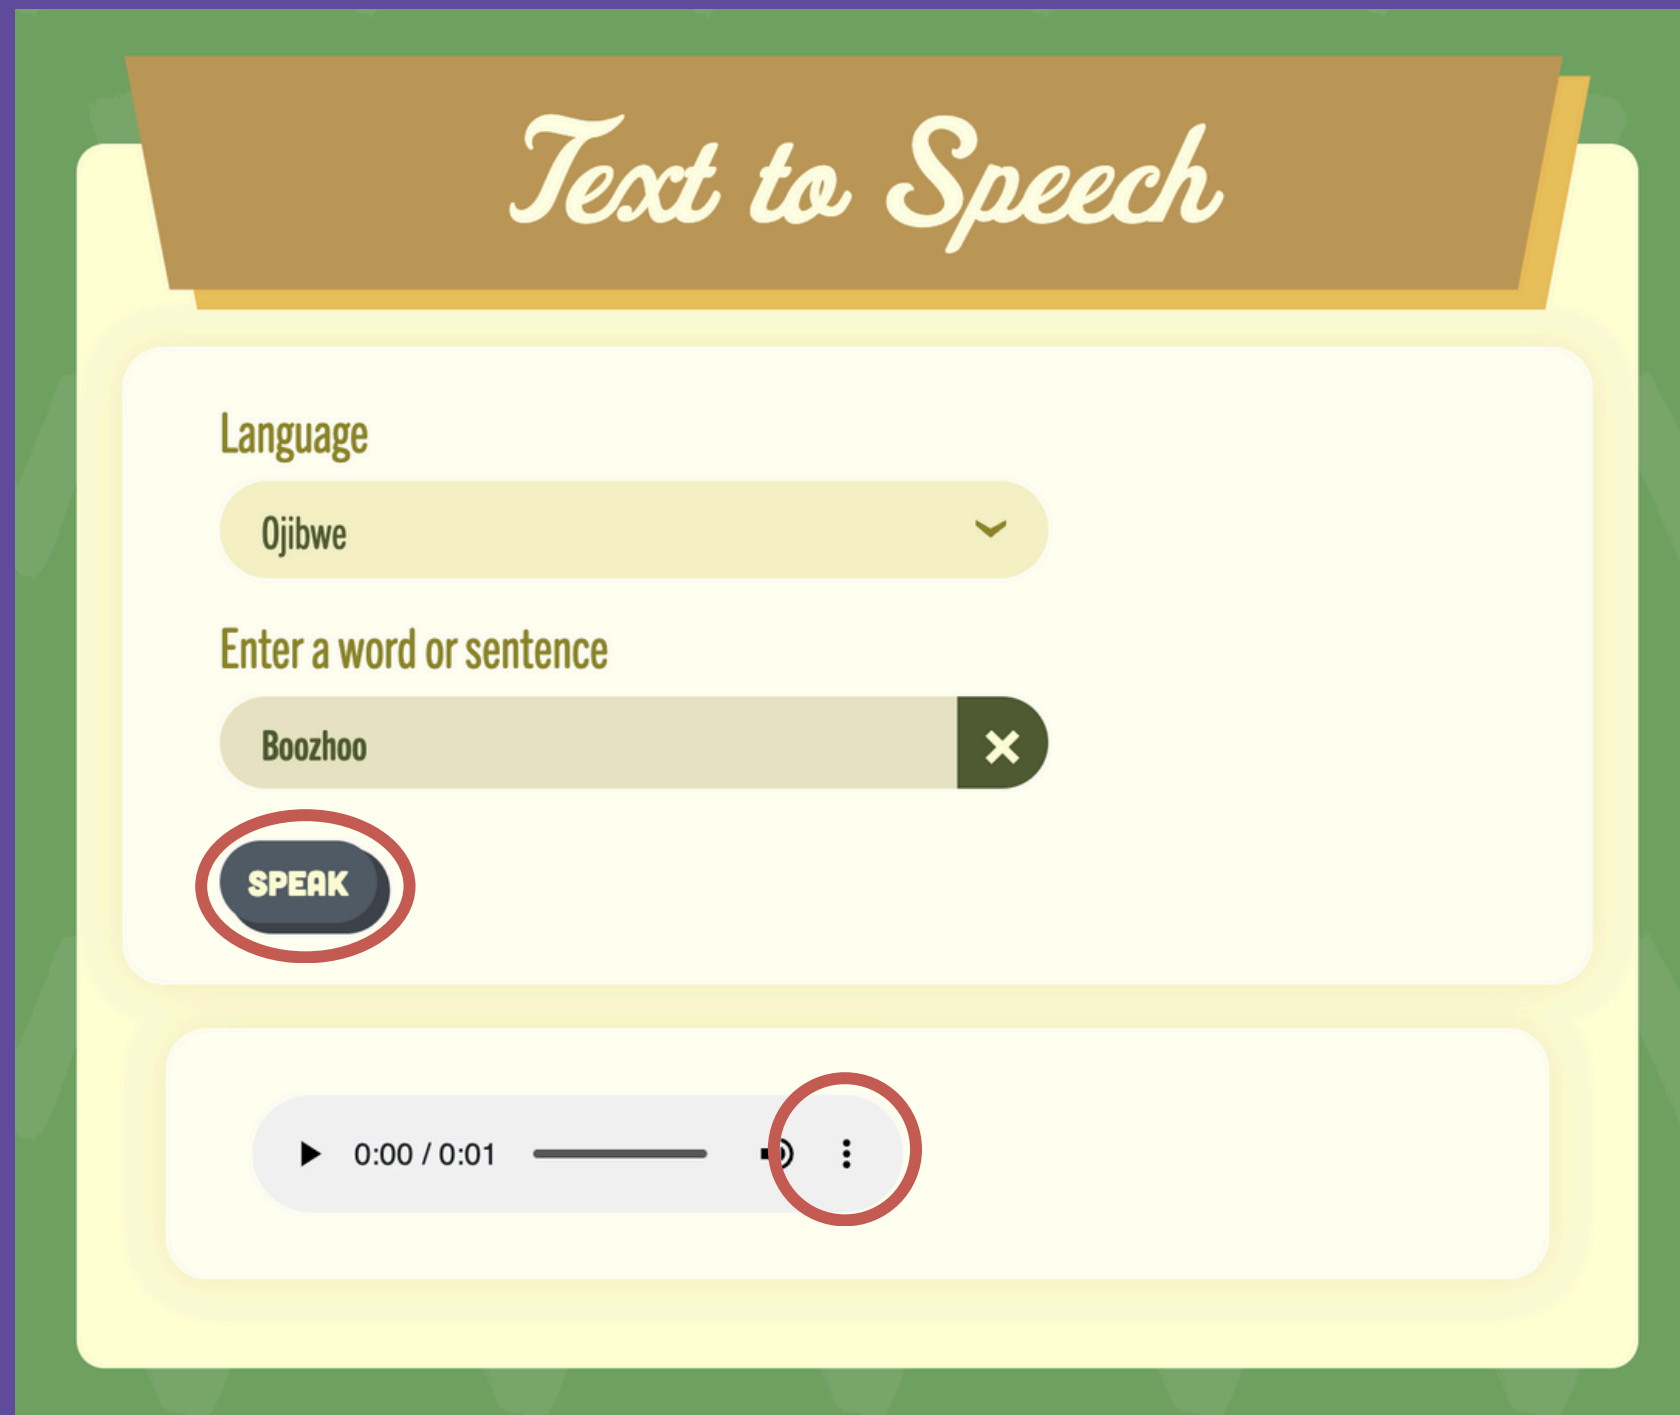 Text to Speech
Language
Ojibwe
Enter a word or sentence
Boozhoo
SPEAK
0:00 / 0:01